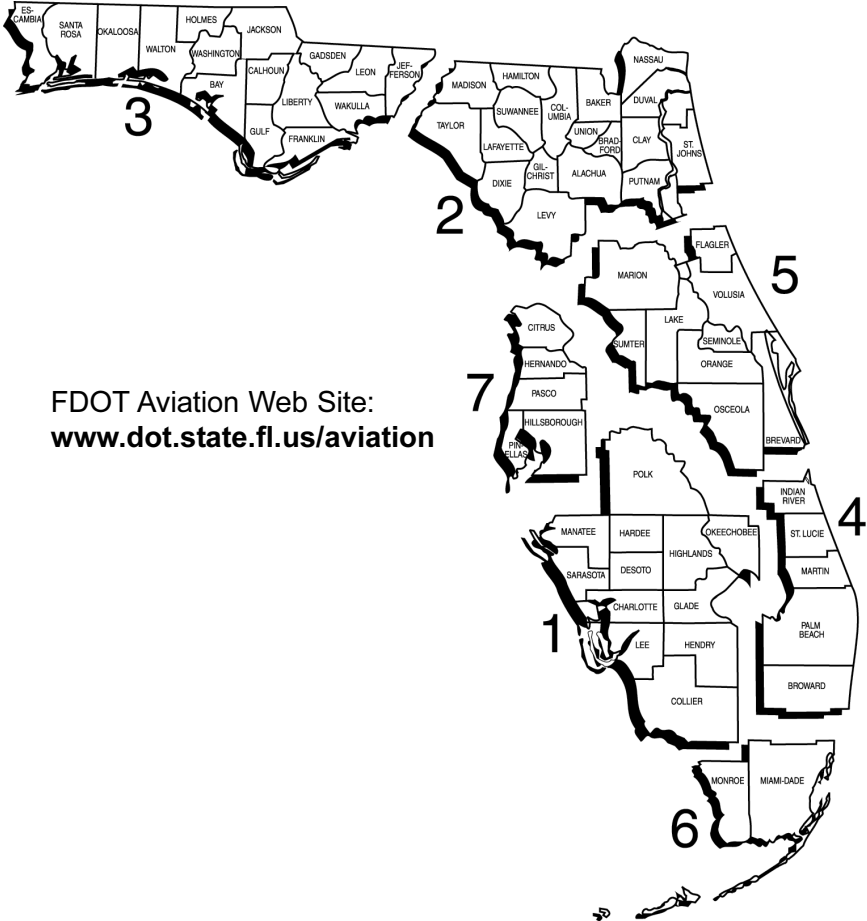 ES-
CAMBIA
SANTA
ROSA
OKALOOSA
WALTON
HOLMES
WASHINGTON
JACKSON
BAY
CALHOUN
GULF
LIBERTY
GADSDEN
FRANKLIN
LEON
WAKULLA
JEF-
FERSON
3
MADISON
HAMILTON
TAYLOR
SUWANNEE
LAFAYETTE
COL-
UMBIA
BAKER
NASSAU
DUVAL
UNION
BRAD-
FORD
CLAY
ST.
JOHNS
DIXIE
GIL-
CHRIST
ALACHUA
PUTNAM
LEVY
2
FLAGLER
MARION
VOLUSIA
5
LAKE
SUMTER
SEMINOLE
ORANGE
OSCEOLA
BREVARD
CITRUS
HERNANDO
PASCO
HILLSBOROUGH
PIN-
ELLAS
7
FDOT Aviation Web Site:
www.dot.state.fl.us/aviation
POLK
MANATEE
HARDEE
OKEECHOBEE
HIGHLANDS
SARASOTA
DESOTO
CHARLOTTE
GLADE
LEE
HENDRY
COLLIER
1
INDIAN
RIVER
ST. LUCIE
MARTIN
PALM
BEACH
BROWARD
4
MONROE
MIAMI-DADE
6